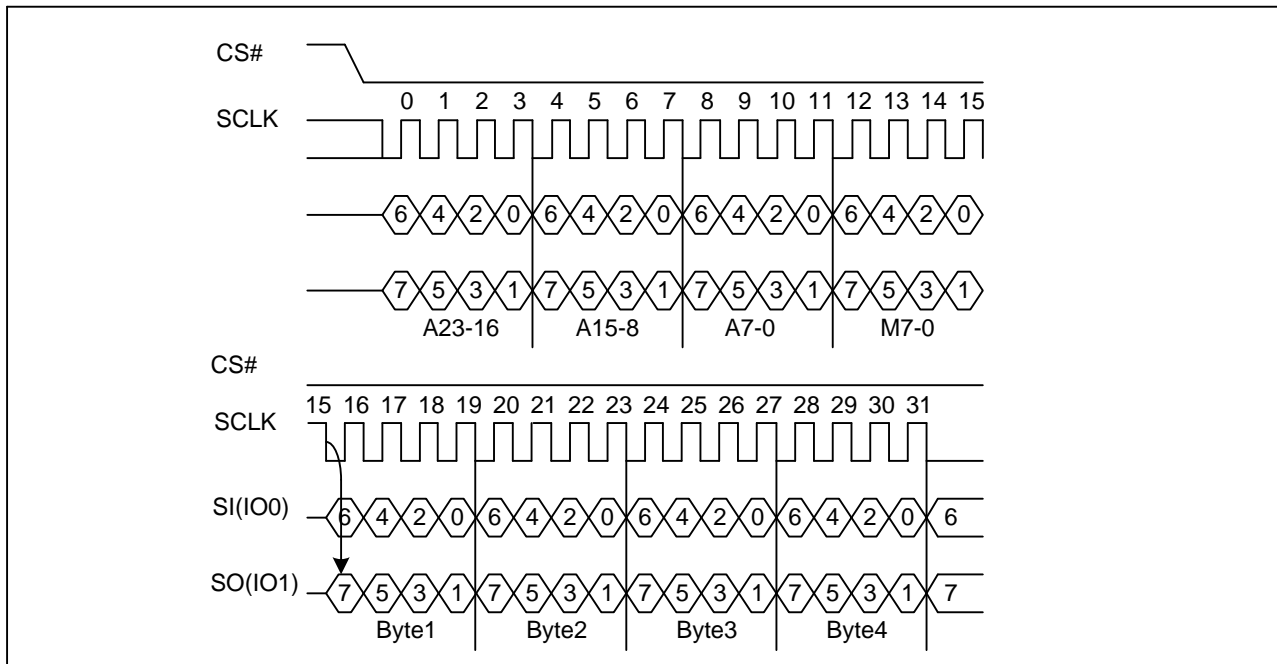 CS#
0 1 2 3 4 5 6 7 8 9 10 11 12 13 14 15
SCLK
6 4 2 0 6 4 2 0 6 4 2 0 6 4 2 0
7 5 3 1 7 5 3 1 7 5 3 1 7 5 3 1
A23-16 A15-8 A7-0 M7-0
CS#
15 16 17 18 19 20 21 22 23 24 25 26 27 28 29 30 31
SCLK
SI(IO0) 6 4 2 0 6 4 2 0 6 4 2 0 6 4 2 0 6
SO(IO1) 7 5 3 1 7 5 3 1 7 5 3 1 7 5 3 1 7
Byte1 Byte2 Byte3 Byte4